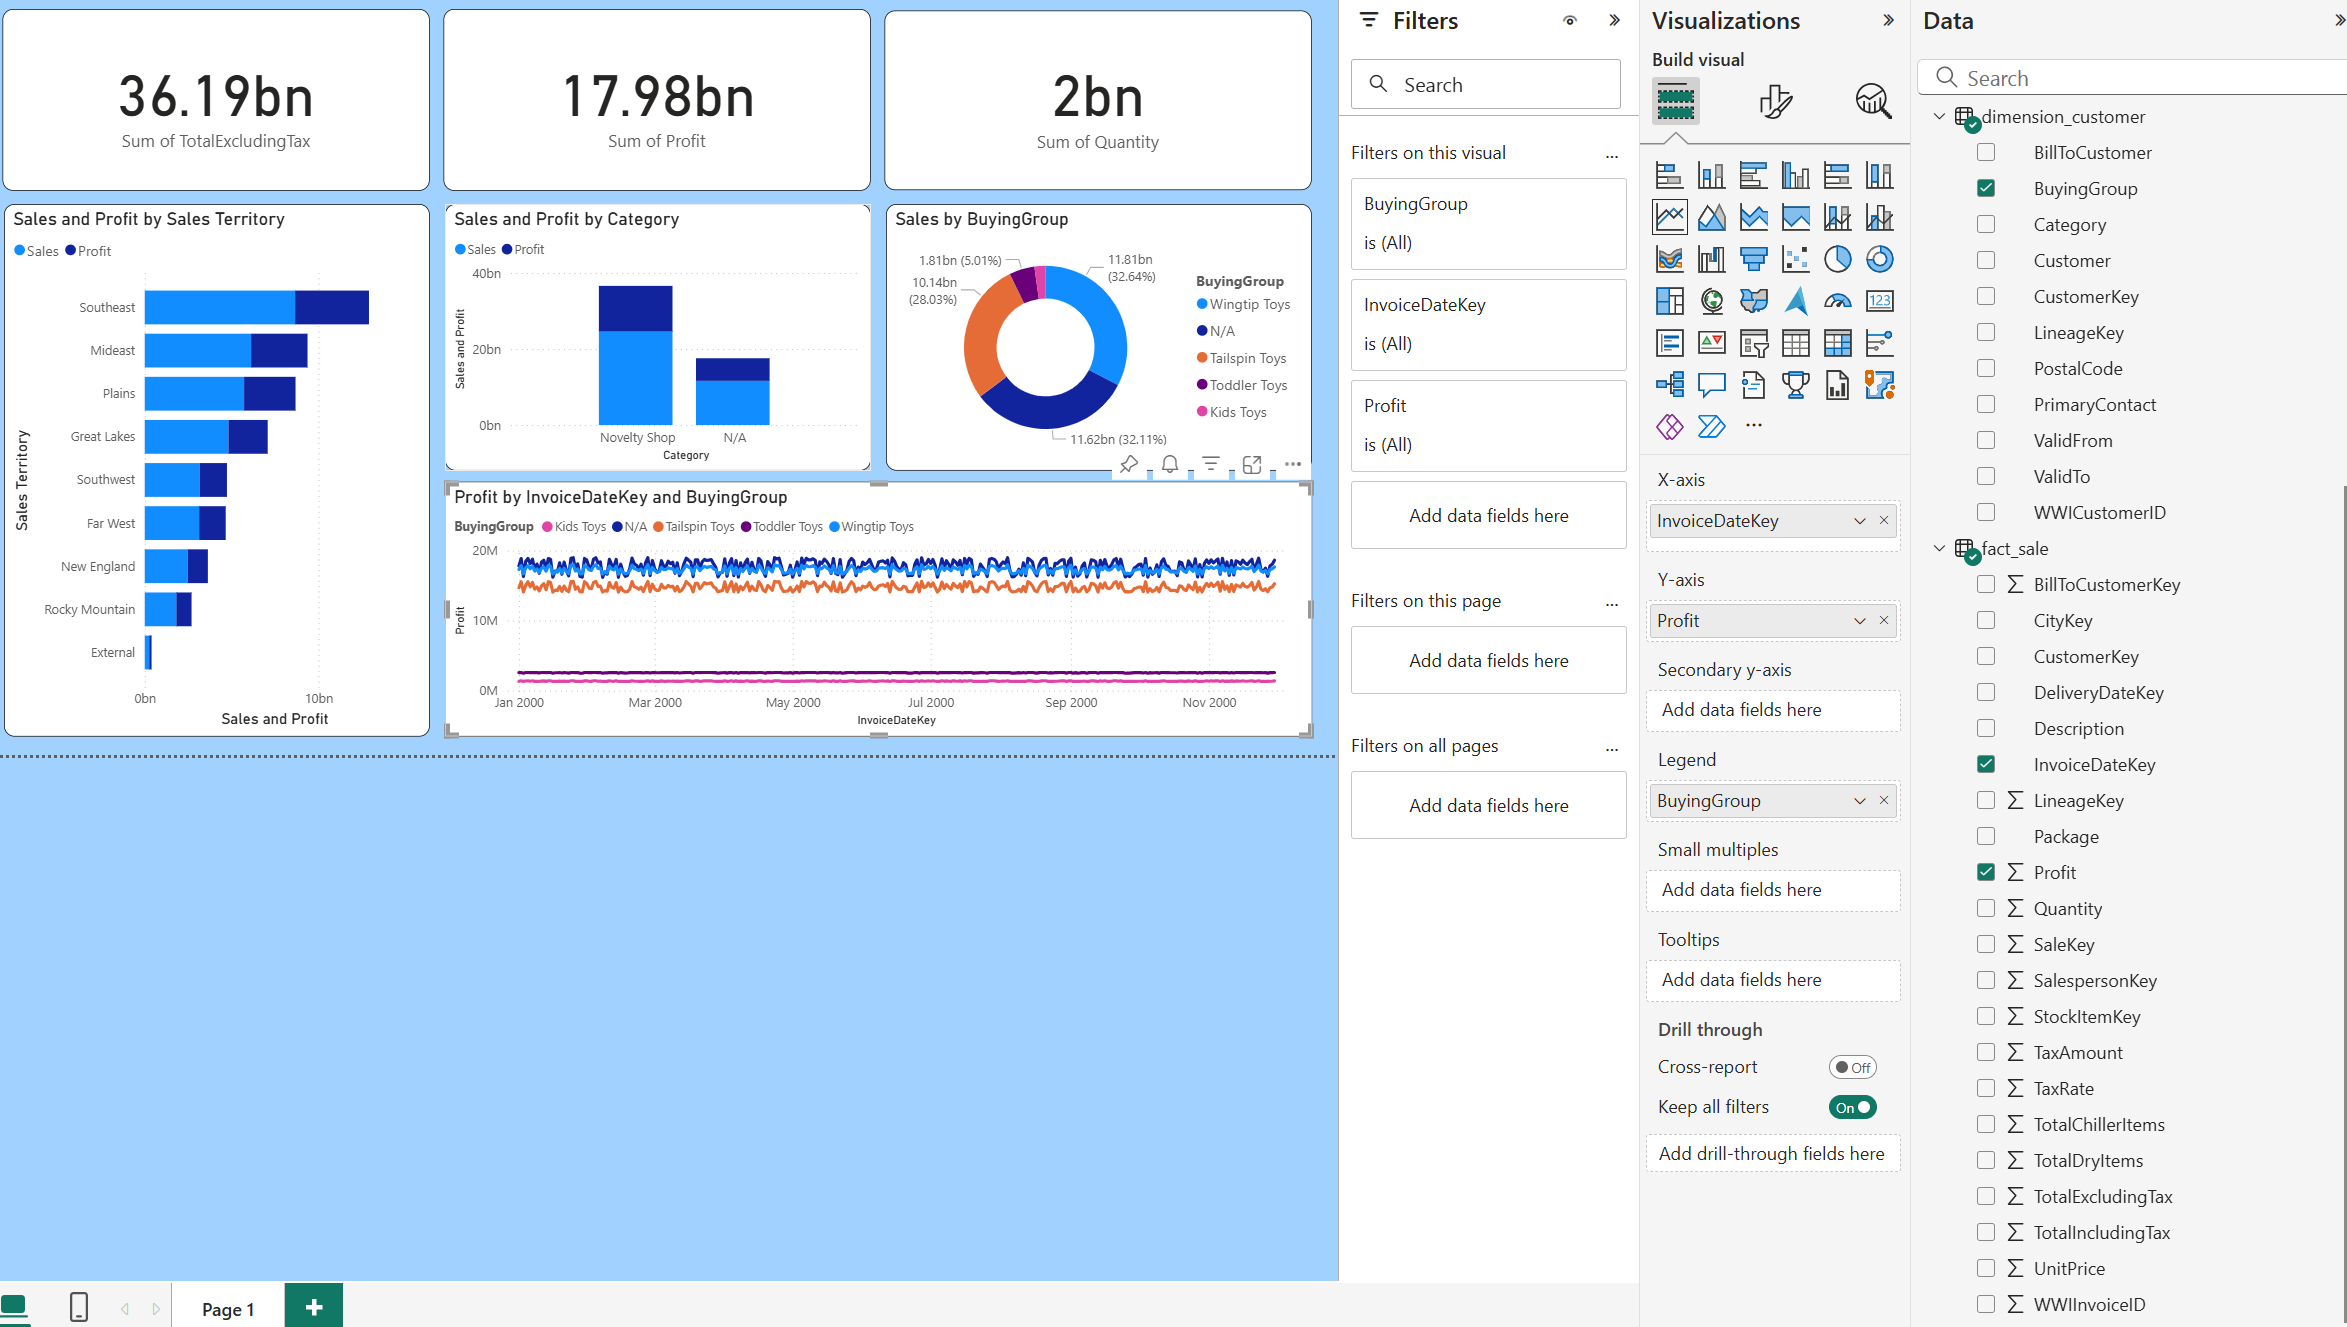 36.19bn
Sum of TotalExcludingTax
17.98bn
Sum of Profit
2bn
Sum of Quantity
Sales and Profit by Sales Territory
Sales Profit
Sales Territory
Southeast
Mideast
Plains
Great Lakes
Southwest
Far West
New England
Rocky Mountain
External
0bn 10bn
Sales and Profit
Sales and Profit by Category
Sales Profit
Sales and Profit
40bn
20bn
0bn
Novelty Shop N/A
Category
Sales by BuyingGroup
1.81bn (5.01%)
10.14bn
(28.03%)
11.81bn
(32.64%)
11.62bn (32.11%)
BuyingGroup
Wingtip Toys
N/A
Tailspin Toys
Toddler Toys
Kids Toys
Profit by InvoiceDateKey and BuyingGroup
BuyingGroup Kids Toys N/A Tailspin Toys Toddler Toys Wingtip Toys
Profit
20M
10M
0M
Jan 2000 Mar 2000 May 2000 Jul 2000 Sep 2000 Nov 2000
InvoiceDateKey
Page 1
Filters
Search
Filters on this visual
BuyingGroup
is (All)
InvoiceDateKey
is (All)
Profit
is (All)
Add data fields here
Filters on this page
Add data fields here
Filters on all pages
Add data fields here
Visualizations
Build visual
123
X-axis
InvoiceDateKey
Y-axis
Profit
Secondary y-axis
Add data fields here
Legend
BuyingGroup
Small multiples
Add data fields here
Tooltips
Add data fields here
Drill through
Cross-report Off
Keep all filters On
Add drill-through fields here
Data
Search
dimension_customer
BillToCustomer
BuyingGroup
Category
Customer
CustomerKey
LineageKey
PostalCode
PrimaryContact
ValidFrom
ValidTo
WWICustomerID
fact_sale
BillToCustomerKey
CityKey
CustomerKey
DeliveryDateKey
Description
InvoiceDateKey
LineageKey
Package
Profit
Quantity
SaleKey
SalespersonKey
StockItemKey
TaxAmount
TaxRate
TotalChillerItems
TotalDryItems
TotalExcludingTax
TotalIncludingTax
UnitPrice
WWIInvoiceID